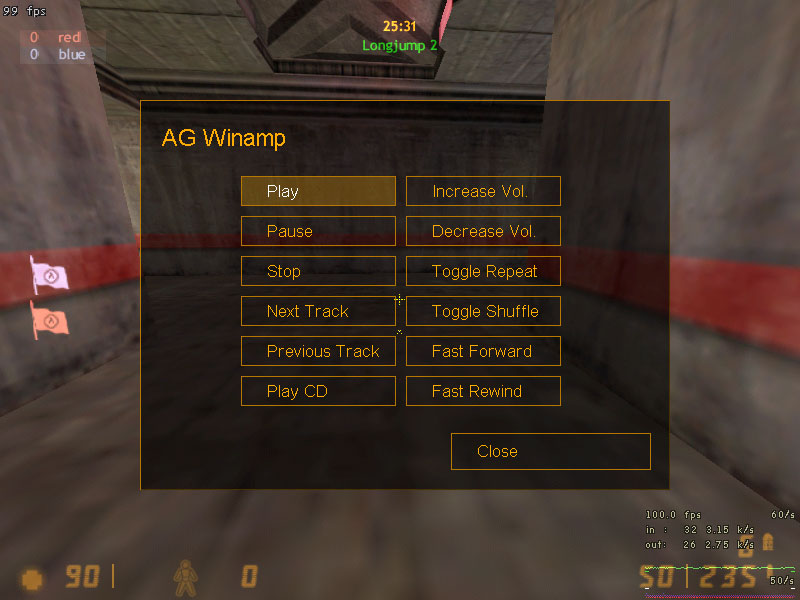 99 fps
25:31
0 red
Longjump 2
0 blue
AG Winamp
Play
Increase Vol.
Pause
Decrease Vol.
Stop
Toggle Repeat
Next Track
Toggle Shuffle
Previous Track
Fast Forward
Play CD
Fast Rewind
Close
100.0 fps 60/s
in : 32 3.15 k/s
out: 26 2.75 k/s
90 0 50 235 50/s